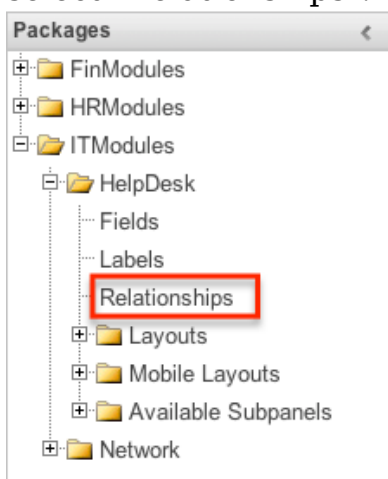 Packages <
FinModules
HRModules
ITModules
HelpDesk
Fields
Labels
Relationships
Layouts
Mobile Layouts
Available Subpanels
Network